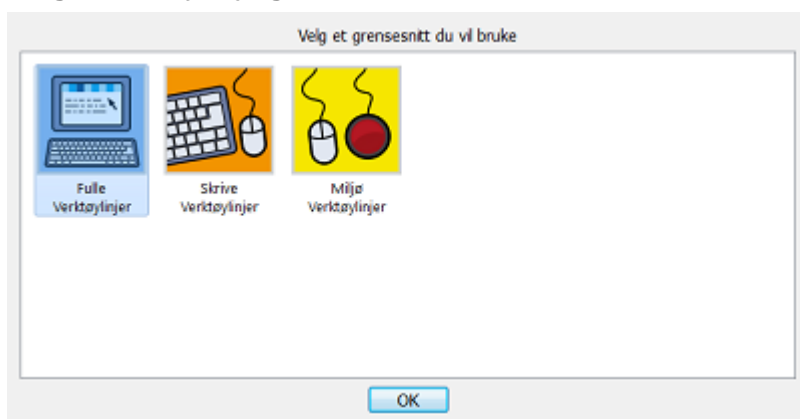 Velg et grensesnitt du vil bruke
Fulle
Verktøylinjer
Skrive
Verktøylinjer
Miljø
Verktøylinjer
OK